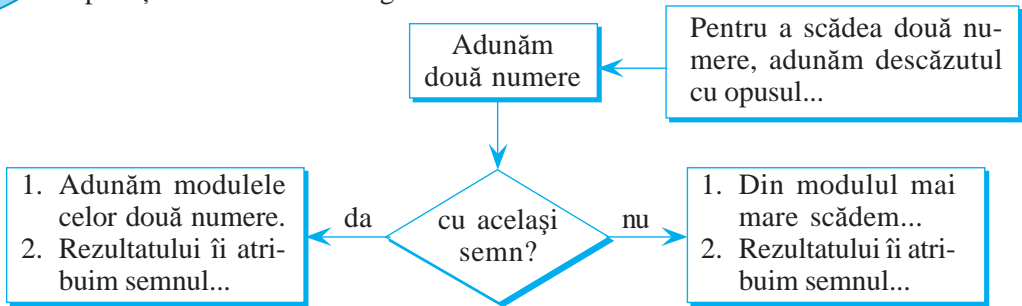 Adunăm
două numere
Pentru a scădea două nu-
mere, adunăm descăzutul
cu opusul...
1. Adunăm modulele
celor două numere.
2. Rezultatului îi atri-
buim semnul...
da
cu acelaşi
semn?
nu
1. Din modulul mai
mare scădem...
2. Rezultatului îi atri-
buim semnul...